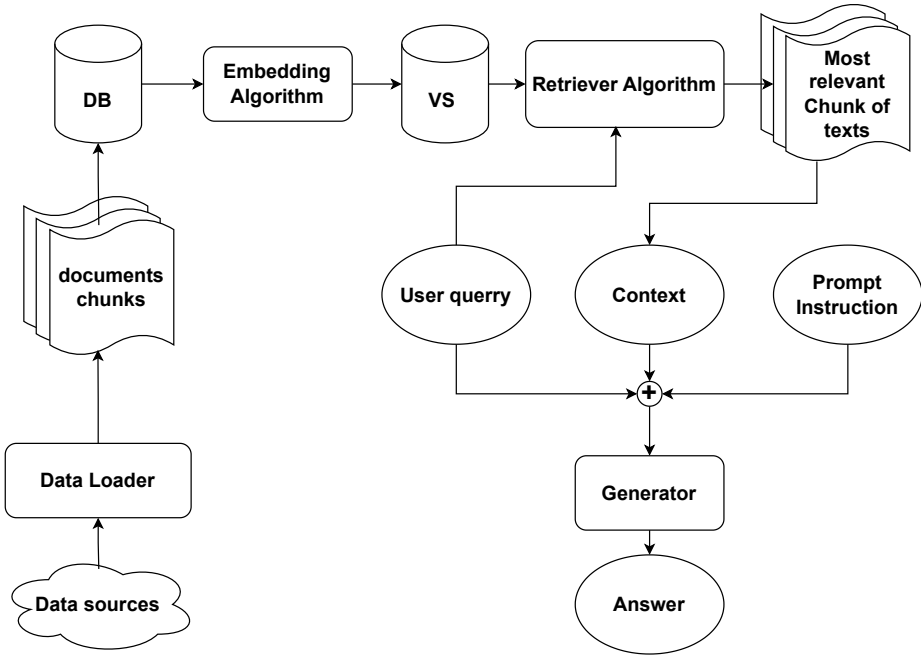 DB
Embedding
Algorithm
VS
Retriever Algorithm
Most
relevant
Chunk of
texts
documents
chunks
User querry
Context
Prompt
Instruction
+
Data Loader
Generator
Data sources
Answer